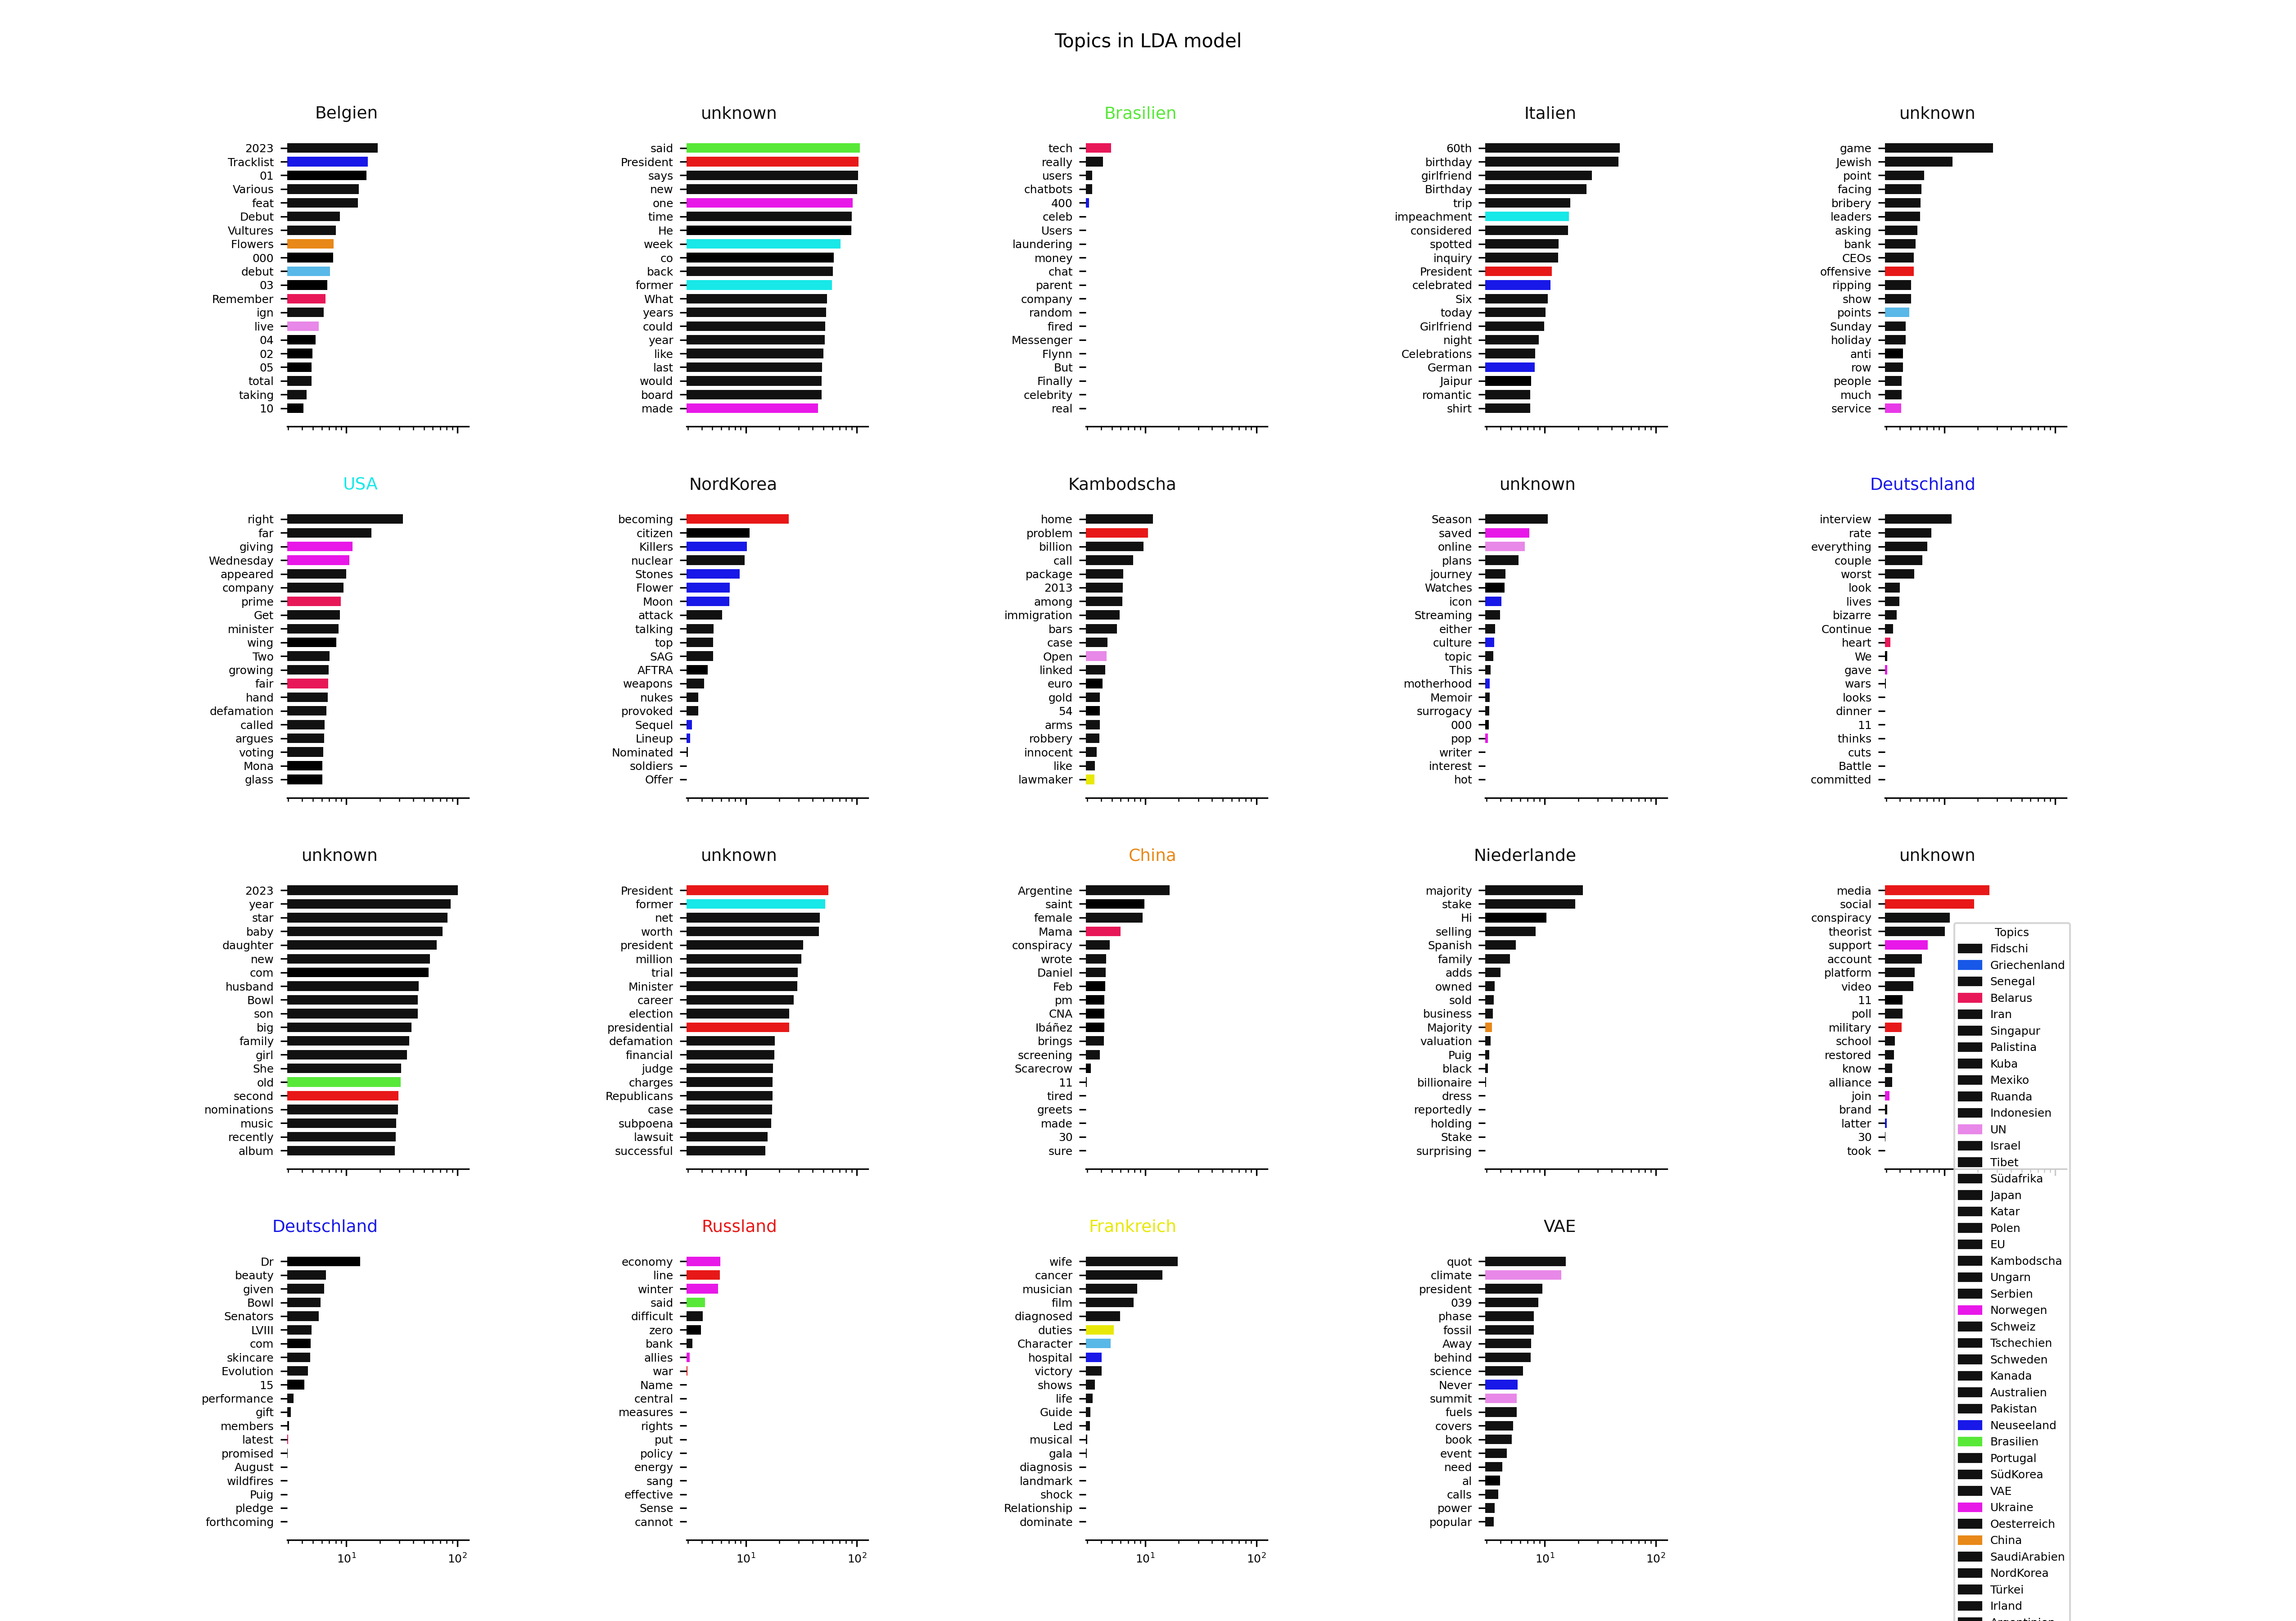 Topics in LDA model
Belgien
2023
Tracklist
01
Various
feat
Debut
Vultures
Flowers
000
debut
03
Remember
ign
live
04
02
05
total
taking
10
unknown
said
President
says
new
one
time
He
week
co
back
former
What
years
could
year
like
last
would
board
made
Brasilien
tech
really
users
chatbots
400
celeb
Users
laundering
money
chat
parent
company
random
fired
Messenger
Flynn
But
Finally
celebrity
real
Italien
60th
birthday
girlfriend
Birthday
trip
impeachment
considered
spotted
inquiry
President
celebrated
Six
today
Girlfriend
night
Celebrations
German
Jaipur
romantic
shirt
unknown
game
Jewish
point
facing
bribery
leaders
asking
bank
CEOs
offensive
ripping
show
points
Sunday
holiday
anti
row
people
much
service
USA
right
far
giving
Wednesday
appeared
company
prime
Get
minister
wing
Two
growing
fair
hand
defamation
called
argues
voting
Mona
glass
NordKorea
becoming
citizen
Killers
nuclear
Stones
Flower
Moon
attack
talking
top
SAG
AFTRA
weapons
nukes
provoked
Sequel
Lineup
Nominated
soldiers
Offer
Kambodscha
home
problem
billion
call
package
2013
among
immigration
bars
case
Open
linked
euro
gold
54
arms
robbery
innocent
like
lawmaker
unknown
Season
saved
online
plans
journey
Watches
icon
Streaming
either
culture
topic
This
motherhood
Memoir
surrogacy
000
pop
writer
interest
hot
Deutschland
interview
rate
everything
couple
worst
look
lives
bizarre
Continue
heart
We
gave
wars
looks
dinner
11
thinks
cuts
Battle
committed
unknown
2023
year
star
baby
daughter
new
com
husband
Bowl
son
big
family
girl
She
old
second
nominations
music
recently
album
unknown
President
former
net
worth
president
million
trial
Minister
career
election
presidential
defamation
financial
judge
charges
Republicans
case
subpoena
lawsuit
successful
China
Argentine
saint
female
Mama
conspiracy
wrote
Daniel
Feb
pm
CNA
Ibáñez
brings
screening
Scarecrow
11
tired
greets
made
30
sure
Niederlande
majority
stake
Hi
selling
Spanish
family
adds
owned
sold
business
Majority
valuation
Puig
black
billionaire
dress
reportedly
holding
Stake
surprising
unknown
media
social
conspiracy
theorist
support
account
platform
video
11
poll
military
school
restored
know
alliance
join
brand
latter
30
took
Deutschland
Dr
beauty
given
Bowl
Senators
LVIII
com
skincare
Evolution
15
performance
gift
members
latest
promised
August
wildfires
Puig
pledge
forthcoming
10¹ 10²
Russland
economy
line
winter
said
difficult
zero
bank
allies
war
Name
central
measures
rights
put
policy
energy
sang
effective
Sense
cannot
10¹ 10²
Frankreich
wife
cancer
musician
film
diagnosed
duties
Character
hospital
victory
shows
life
Guide
Led
musical
gala
diagnosis
landmark
shock
Relationship
dominate
10¹ 10²
VAE
quot
climate
president
039
phase
fossil
Away
behind
science
Never
summit
fuels
covers
book
event
need
al
calls
power
popular
10¹ 10²
Topics
Fidschi
Griechenland
Senegal
Belarus
Iran
Singapur
Palistina
Kuba
Mexiko
Ruanda
Indonesien
UN
Israel
Tibet
Südafrika
Japan
Katar
Polen
EU
Kambodscha
Ungarn
Serbien
Norwegen
Schweiz
Tschechien
Schweden
Kanada
Australien
Pakistan
Neuseeland
Brasilien
Portugal
SüdKorea
VAE
Ukraine
Oesterreich
China
SaudiArabien
NordKorea
Türkei
Irland